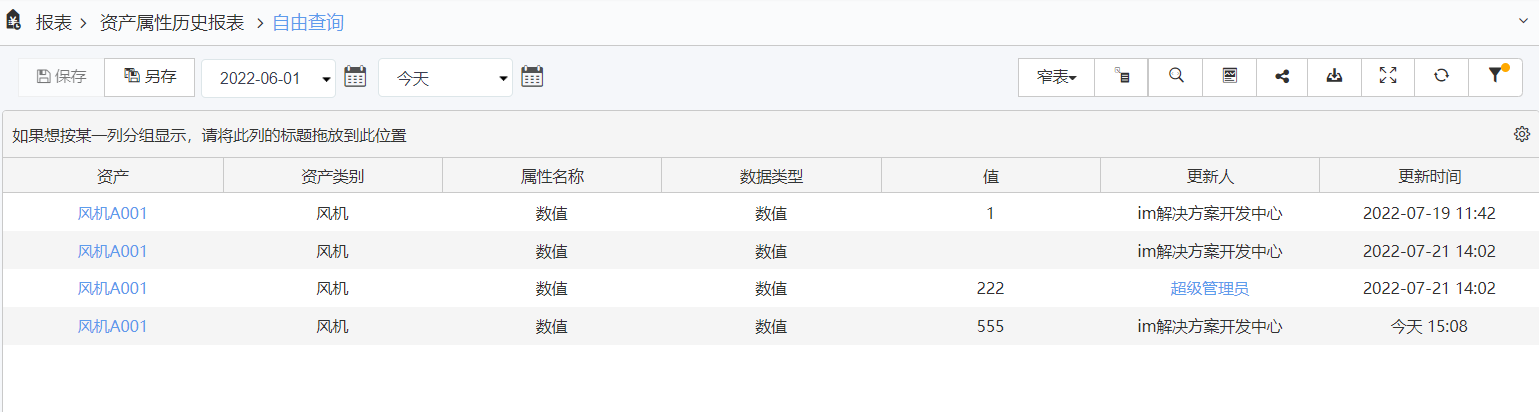 报表 资产属性历史报表 自由查询
保存 另存 2022-06-01 今天 窄表
如果想按某一列分组显示，请将此列的标题拖放到此位置
资产 资产类别 属性名称 数据类型 值 更新人 更新时间
风机A001 风机 数值 数值 1 im解决方案开发中心 2022-07-19 11:42
风机A001 风机 数值 数值 im解决方案开发中心 2022-07-21 14:02
风机A001 风机 数值 数值 222 超级管理员 2022-07-21 14:02
风机A001 风机 数值 数值 555 im解决方案开发中心 今天 15:08